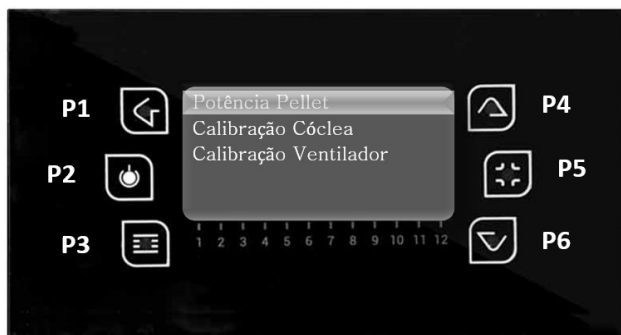 P1
P2
P3
Potência Pellet
Calibração Cóclea
Calibração Ventilador
1 2 3 4 5 6 7 8 9 10 11 12
P4
P5
P6